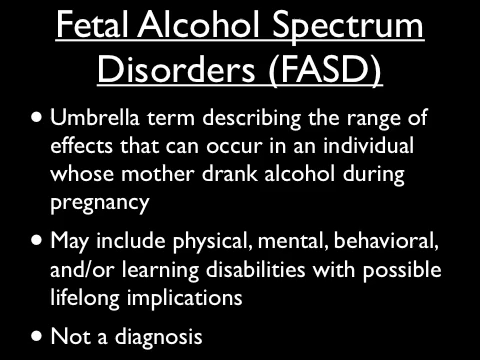 Fetal Alcohol Spectrum
Disorders (FASD)
• Umbrella term describing the range of
effects that can occur in an individual
whose mother drank alcohol during
pregnancy
• May include physical, mental, behavioral,
and/or learning disabilities with possible
lifelong implications
• Not a diagnosis